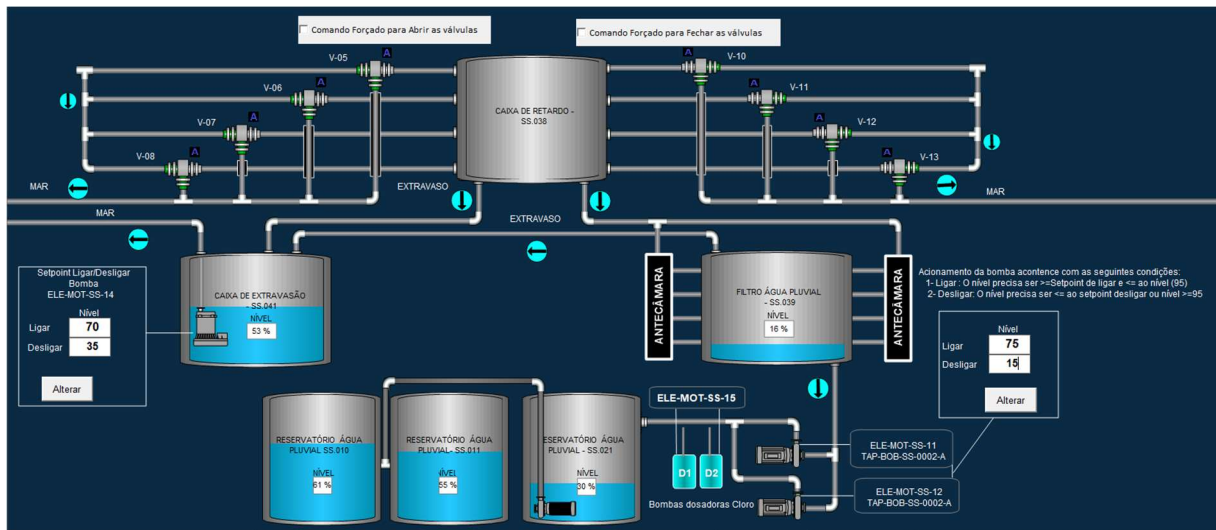 Comando Forçado para Abrir as válvulas
Comando Forçado para Fechar as válvulas
V-05
A
V-06
A
V-07
A
V-08
A
CAIXA DE RETARDO -
SS.038
A
V-10
A
V-11
A
V-12
A
V-13
MAR
EXTRAVASO
MAR
MAR
EXTRAVASO
Setpoint Ligar/Desligar
Bomba
ELE-MOT-SS-14
Nível
Ligar
70
Desligar
35
Alterar
CAIXA DE EXTRAVASÃO
- SS.041
NÍVEL
53 %
ANTECÂMARA
FILTRO ÁGUA PLUVIAL
- SS.039
NÍVEL
16 %
ANTECÂMARA
Acionamento da bomba acontence com as seguintes condições:
1- Ligar : O nível precisa ser >=Setpoint de ligar e <= ao nível (95)
2- Desligar: O nível precisa ser <= ao setpoint desligar ou nível >=95
Nível
Ligar
75
Desligar
15
Alterar
RESERVATÓRIO ÁGUA
PLUVIAL SS.010
NÍVEL
61 %
RESERVATÓRIO ÁGUA
PLUVIAL- SS.011
NÍVEL
55 %
ESERVATÓRIO ÁGUA
PLUVIAL - SS.021
NÍVEL
30 %
ELE-MOT-SS-15
D1
D2
Bombas dosadoras Cloro
ELE-MOT-SS-11
TAP-BOB-SS-0002-A
ELE-MOT-SS-12
TAP-BOB-SS-0002-A